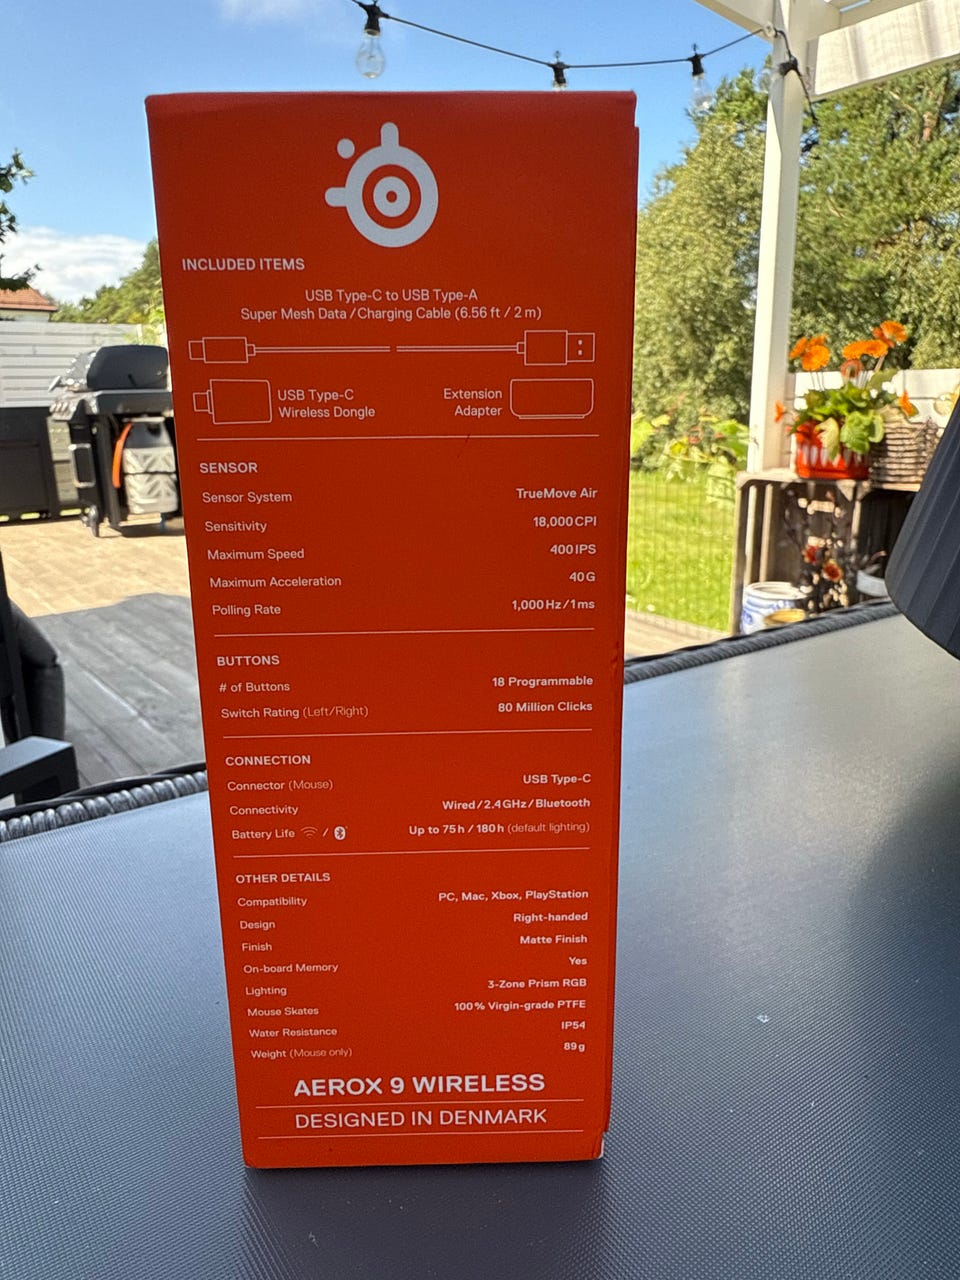 INCLUDED ITEMS
USB Type-C to USB Type-A
Super Mesh Data / Charging Cable (6.56 ft / 2 m)
USB Type-C
Wireless Dongle
Extension
Adapter
SENSOR
Sensor System TrueMove Air
Sensitivity 18,000 CPI
Maximum Speed 400 IPS
Maximum Acceleration 40 G
Polling Rate 1,000 Hz / 1 ms
BUTTONS
# of Buttons 18 Programmable
Switch Rating (Left/Right) 80 Million Clicks
CONNECTION
Connector (Mouse) USB Type-C
Connectivity Wired / 2.4 GHz / Bluetooth
Battery Life / Up to 75 h / 180 h (default lighting)
OTHER DETAILS
Compatibility PC, Mac, Xbox, PlayStation
Design Right-handed
Finish Matte Finish
On-board Memory Yes
Lighting 3-Zone Prism RGB
Mouse Skates 100 % Virgin-grade PTFE
Water Resistance IP54
Weight (Mouse only) 89 g
AEROX 9 WIRELESS
DESIGNED IN DENMARK